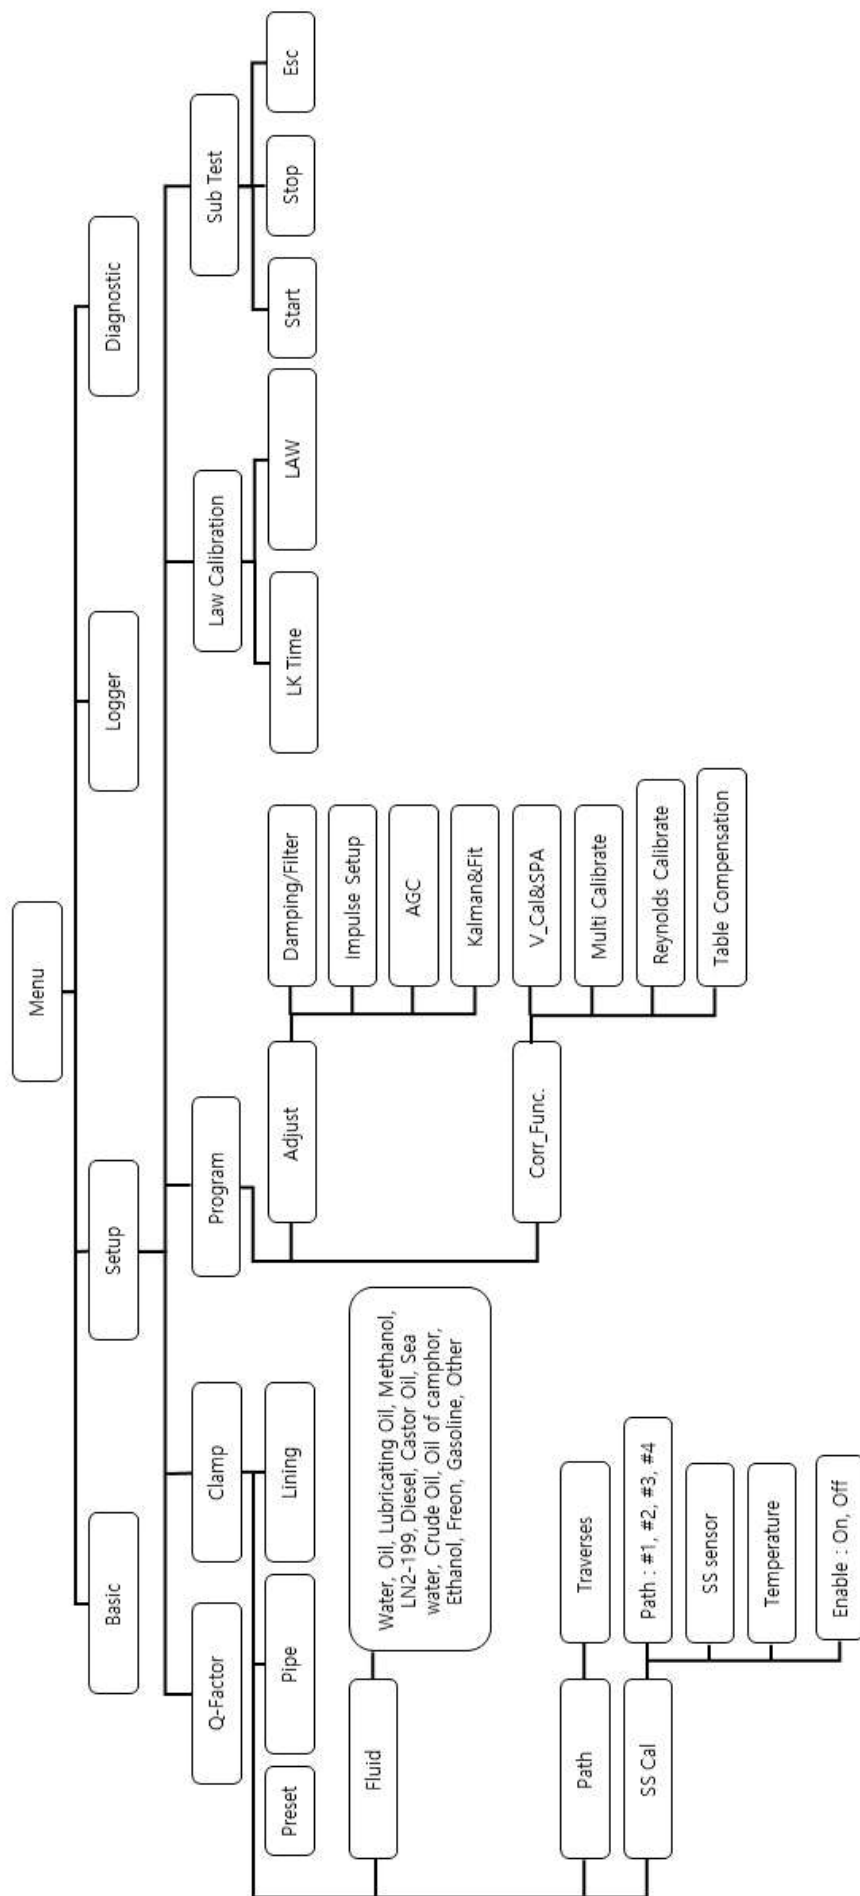 Menu
Basic
Setup
Logger
Diagnostic
Q-Factor
Clamp
Program
Law Calibration
Sub Test
Preset
Pipe
Lining
Fluid
Water, Oil, Lubricating Oil, Methanol,
LN2-199, Diesel, Castor Oil, Sea
water, Crude Oil, Oil of camphor,
Ethanol, Freon, Gasoline, Other
Path
Traverses
SS Cal
Path : #1, #2, #3, #4
SS sensor
Temperature
Enable : On, Off
Adjust
Damping/Filter
Impulse Setup
AGC
Kalman&Fit
Corr_Func.
V_Cal&SPA
Multi Calibrate
Reynolds Calibrate
Table Compensation
LK Time
LAW
Start
Stop
Esc